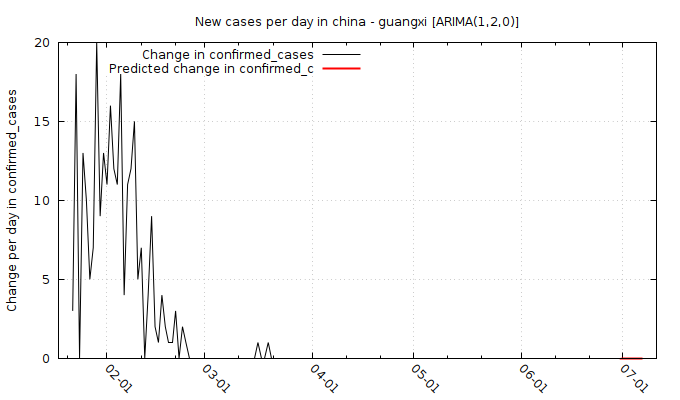 New cases per day in china - guangxi [ARIMA(1,2,0)]
Change in confirmed_cases
Predicted change in confirmed_c
Change per day in confirmed_cases
20
15
10
5
0
02-01
03-01
04-01
05-01
06-01
07-01